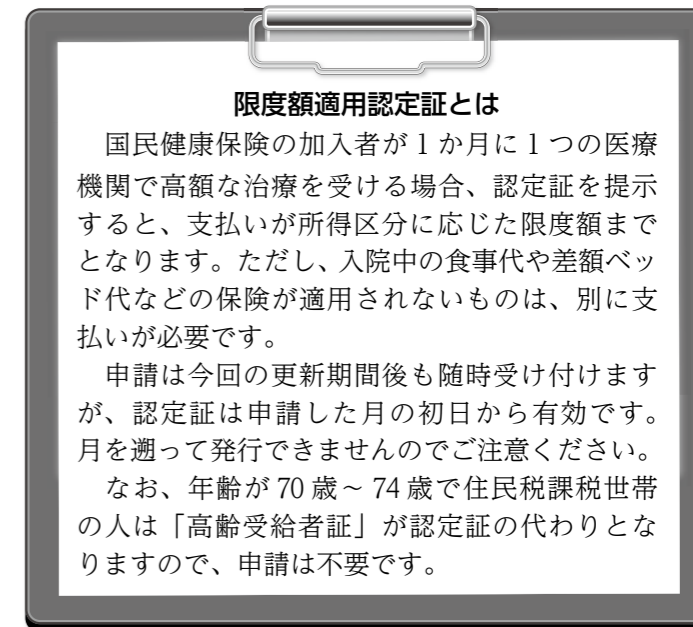 限度額適用認定証とは
国民健康保険の加入者が1か月に1つの医療
機関で高額な治療を受ける場合、認定証を提示
すると、支払いが所得区分に応じた限度額まで
となります。ただし、入院中の食事代や差額ベッ
ド代などの保険が適用されないものは、別に支
払いが必要です。
申請は今回の更新期間後も随時受け付けます
が、認定証は申請した月の初日から有効です。
月を遡って発行できませんのでご注意ください。
なお、年齢が70歳～74歳で住民税課税世帯
の人は「高齢受給者証」が認定証の代わりとな
りますので、申請は不要です。